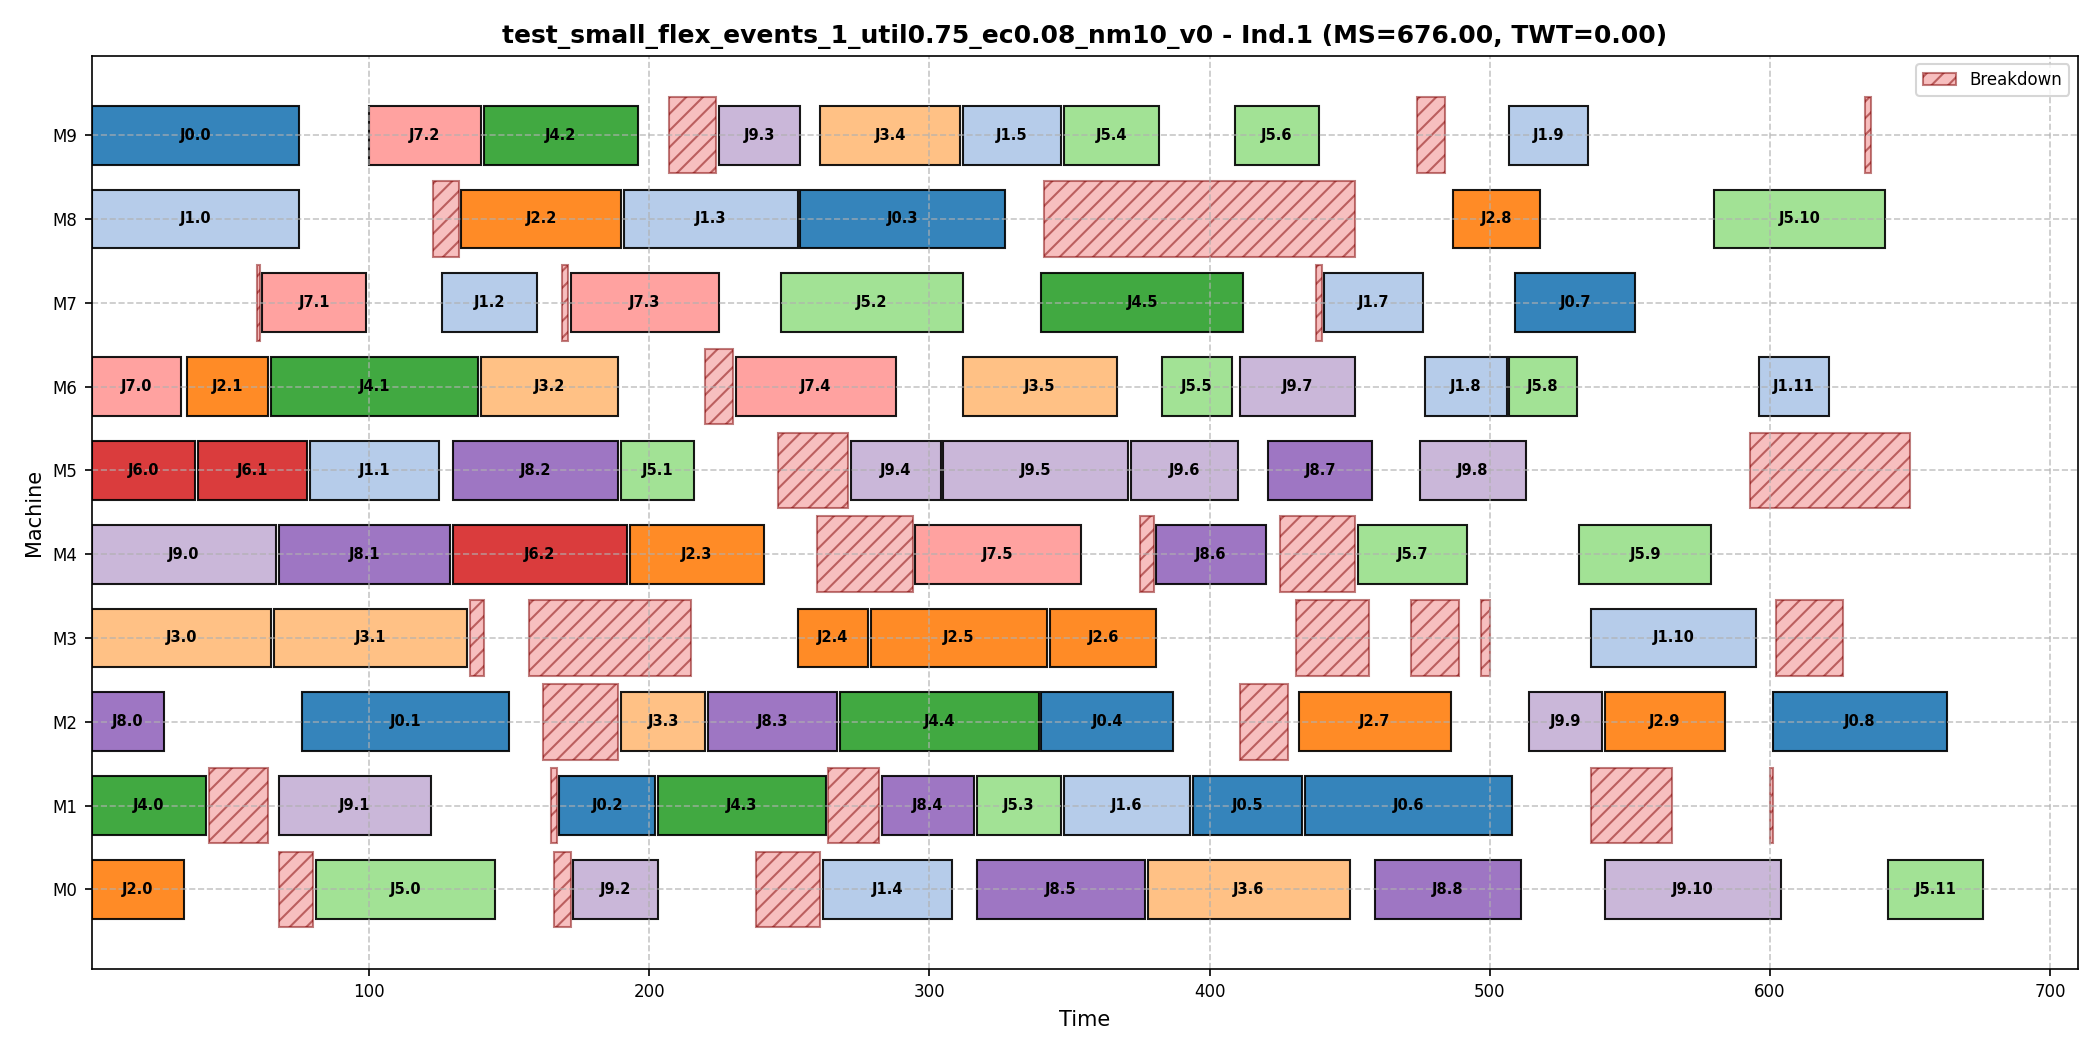 test_small_flex_events_1_util0.75_ec0.08_nm10_v0 - Ind.1 (MS=676.00, TWT=0.00)
Breakdown
M9 J0.0 J7.2 J4.2 J9.3 J3.4 J1.5 J5.4 J5.6 J1.9
M8 J1.0 J2.2 J1.3 J0.3 J2.8 J5.10
M7 J7.1 J1.2 J7.3 J5.2 J4.5 J1.7 J0.7
M6 J7.0 J2.1 J4.1 J3.2 J7.4 J3.5 J5.5 J9.7 J1.8 J5.8 J1.11
M5 J6.0 J6.1 J1.1 J8.2 J5.1 J9.4 J9.5 J9.6 J8.7 J9.8
M4 J9.0 J8.1 J6.2 J2.3 J7.5 J8.6 J5.7 J5.9
M3 J3.0 J3.1 J2.4 J2.5 J2.6 J1.10
M2 J8.0 J0.1 J3.3 J8.3 J4.4 J0.4 J2.7 J9.9 J2.9 J0.8
M1 J4.0 J9.1 J0.2 J4.3 J8.4 J5.3 J1.6 J0.5 J0.6
M0 J2.0 J5.0 J9.2 J1.4 J8.5 J3.6 J8.8 J9.10 J5.11
Machine
100 200 300 400 500 600 700
Time